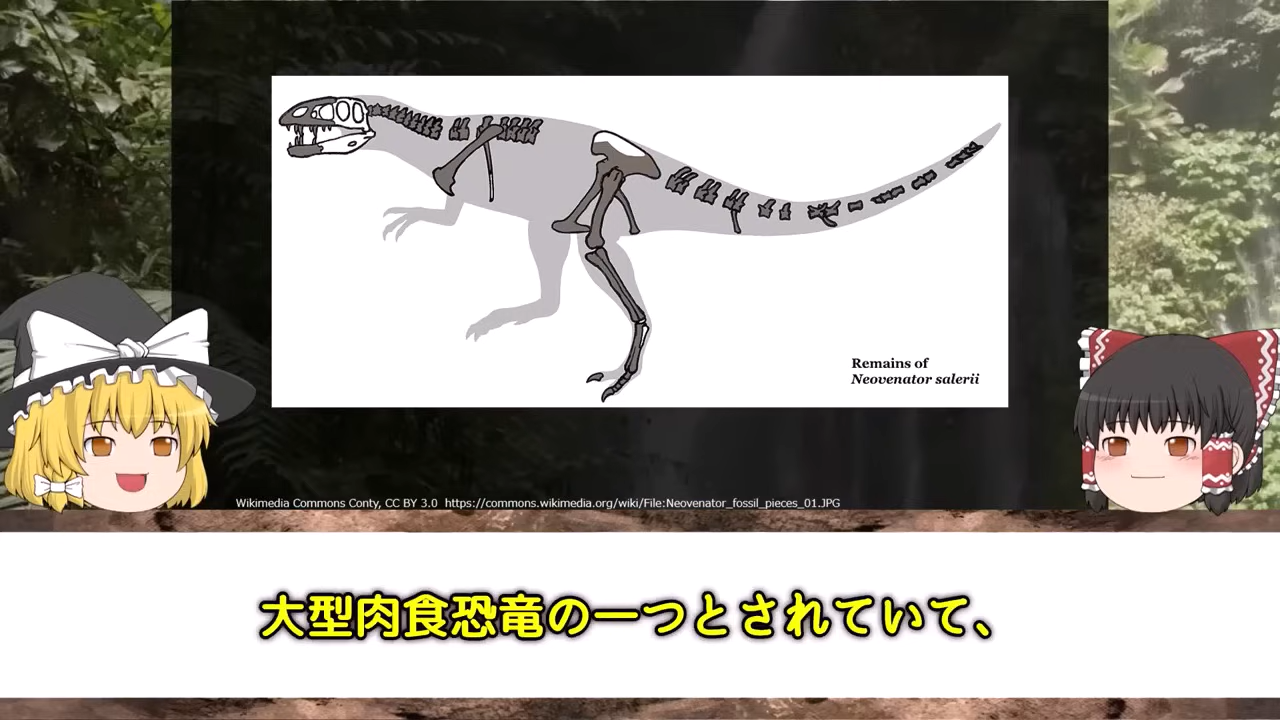 Remains of
Neovenator salerii
Wikimedia Commons Conty, CC BY 3.0  https://commons.wikimedia.org/wiki/File:Neovenator_fossil_pieces_01.JPG
大型肉食恐竜の一つとされていて、